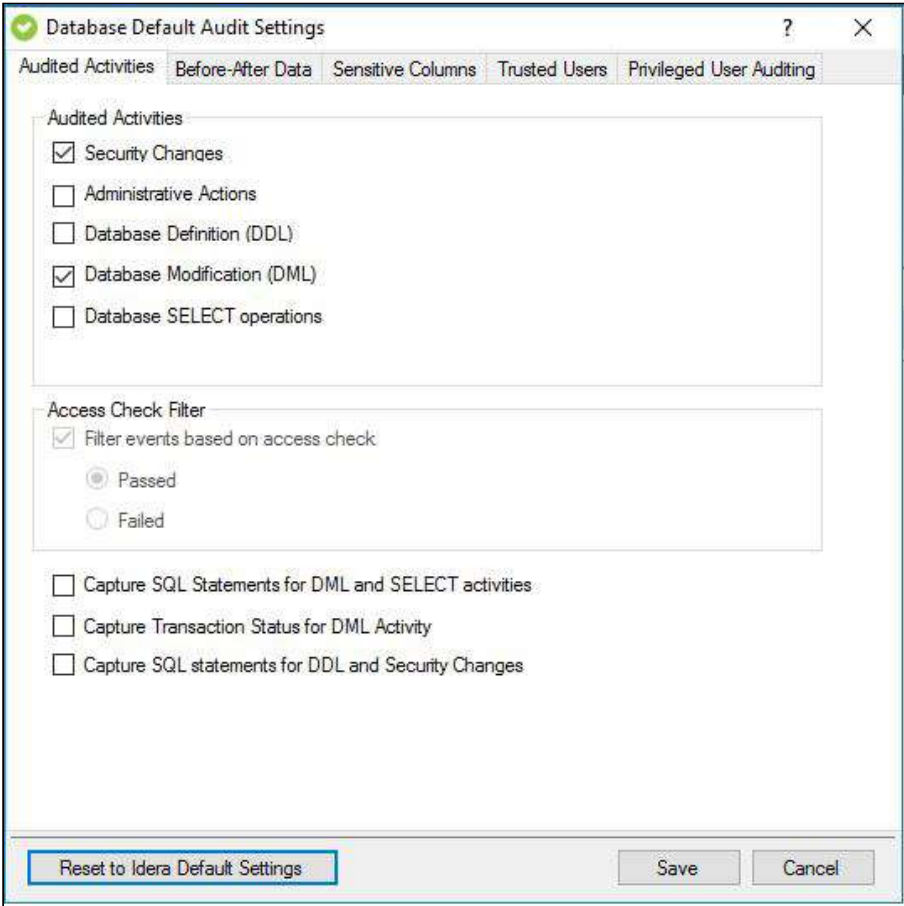 Database Default Audit Settings ?
Audited Activities Before-After Data Sensitive Columns Trusted Users Privileged User Auditing
Audited Activities
Security Changes
Administrative Actions
Database Definition (DDL)
Database Modification (DML)
Database SELECT operations
Access Check Filter
Filter events based on access check
Passed
Failed
Capture SQL Statements for DML and SELECT activities
Capture Transaction Status for DML Activity
Capture SQL statements for DDL and Security Changes
Reset to Idera Default Settings Save Cancel